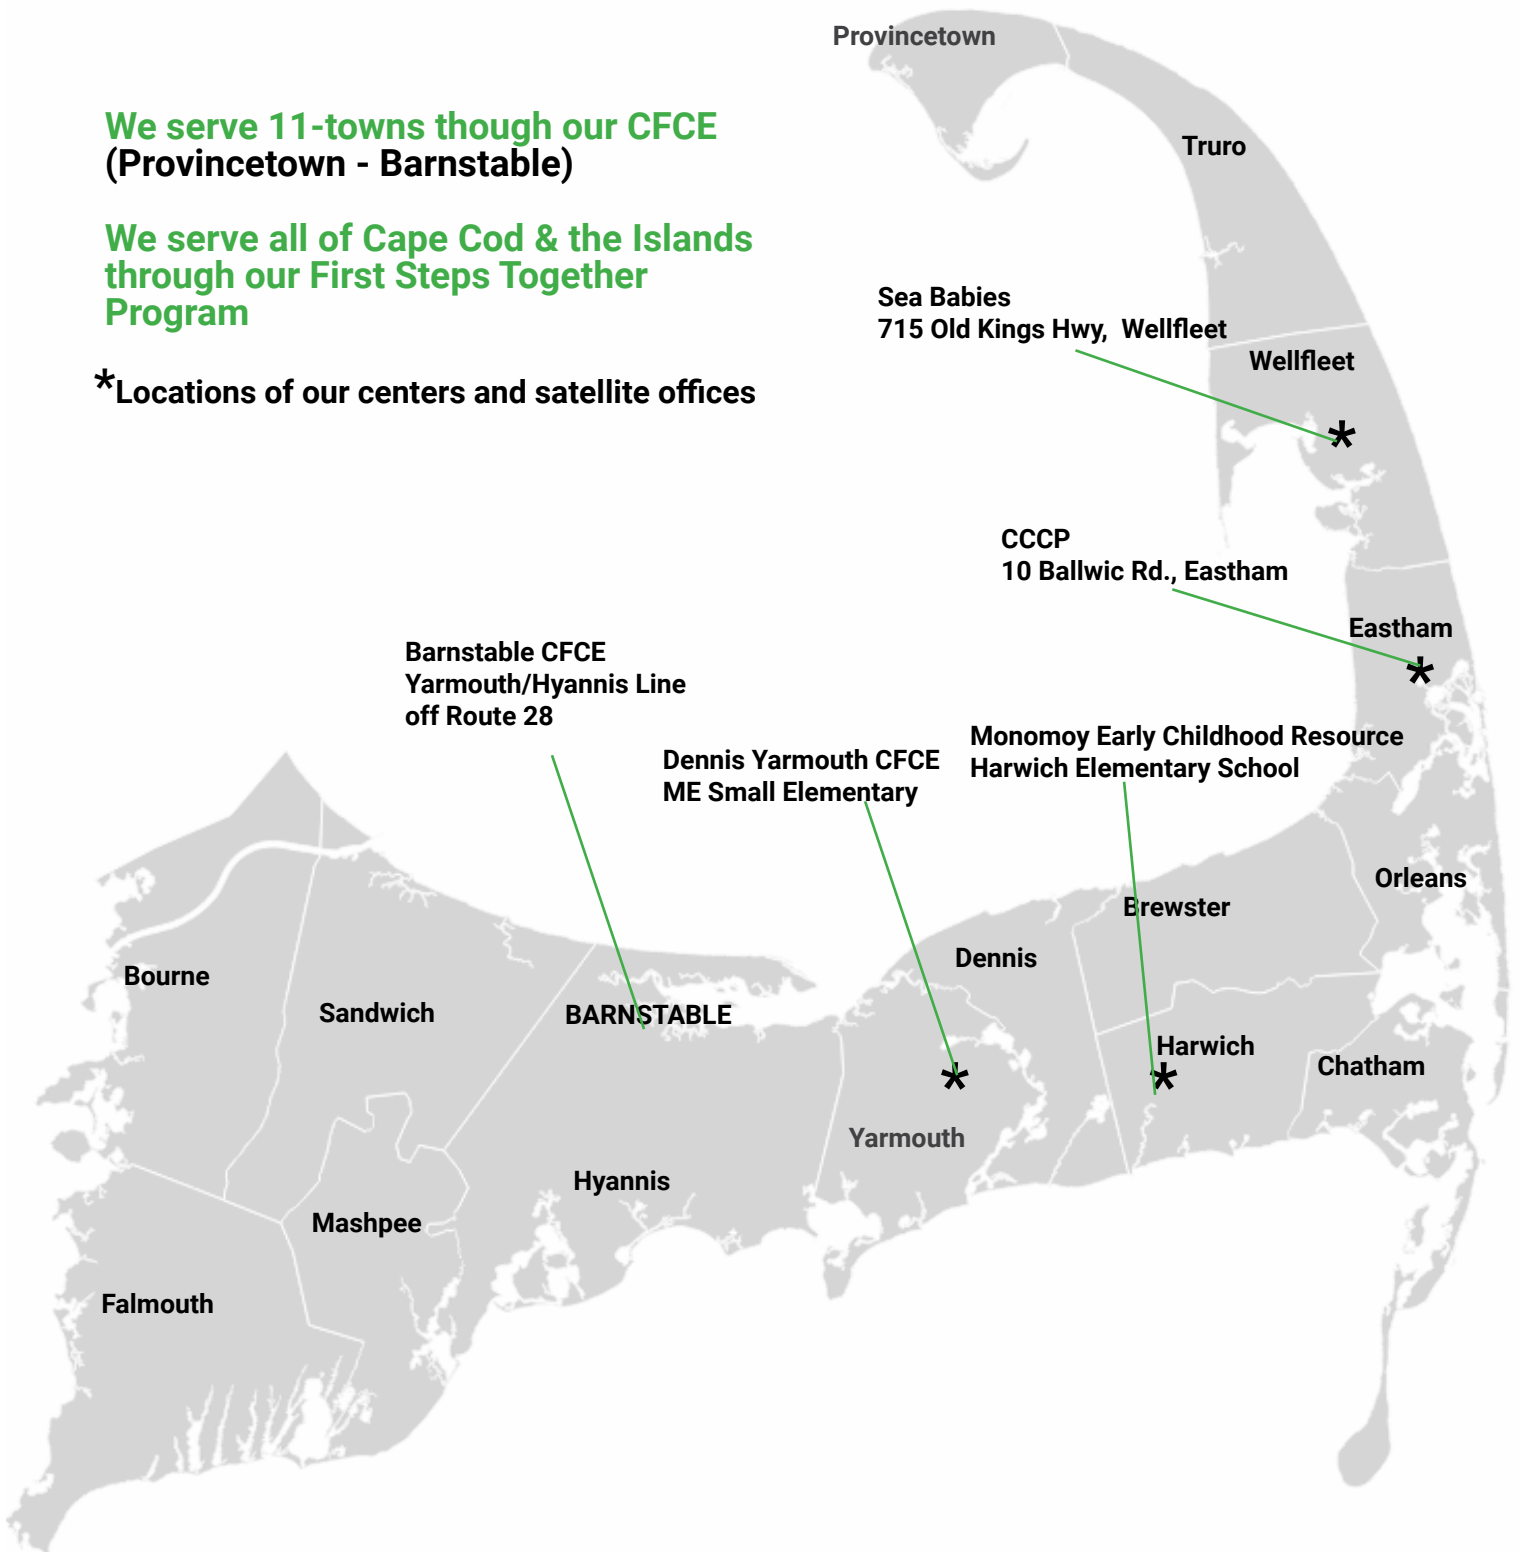 Provincetown
We serve 11-towns though our CFCE
(Provincetown - Barnstable)
Truro
We serve all of Cape Cod & the Islands
through our First Steps Together
Program
Sea Babies
715 Old Kings Hwy, Wellfleet
Wellfleet
*Locations of our centers and satellite offices
*
CCCP
10 Ballwic Rd., Eastham
Eastham
*
Barnstable CFCE
Yarmouth/Hyannis Line
off Route 28
Dennis Yarmouth CFCE
ME Small Elementary
Monomoy Early Childhood Resource
Harwich Elementary School
Orleans
Brewster
Dennis
Bourne
Sandwich
BARNSTABLE
Harwich
Chatham
*
*
Yarmouth
Hyannis
Mashpee
Falmouth